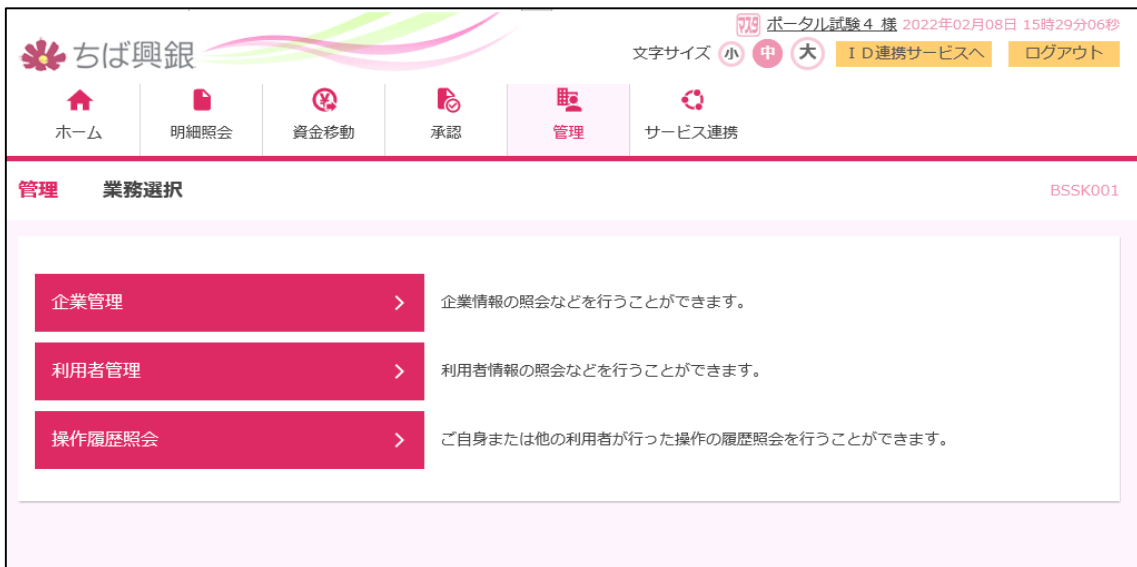 マスタ ポータル試験4 様 2022年02月08日 15時29分06秒
ちば興銀
文字サイズ 小 中 大 ID連携サービスへ ログアウト
ホーム 明細照会 資金移動 承認 管理 サービス連携
管理 業務選択 BSSK001
企業管理 企業情報の照会などを行うことができます。
利用者管理 利用者情報の照会などを行うことができます。
操作履歴照会 ご自身または他の利用者が行った操作の履歴照会を行うことができます。